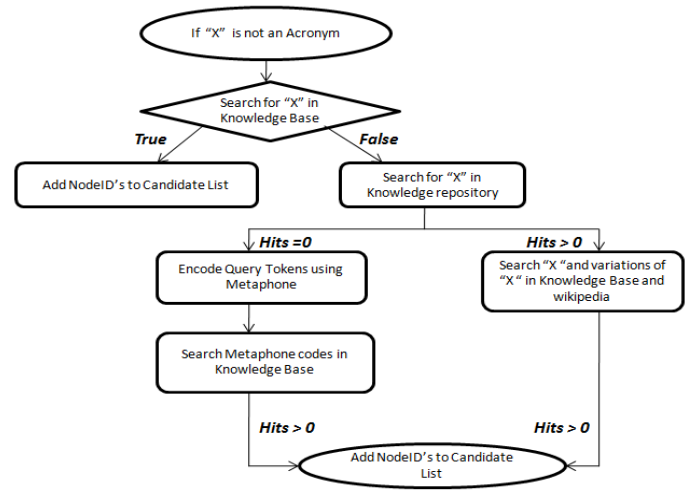 If “X” is not an Acronym
Search for “X” in
Knowledge Base
True
False
Add NodeID’s to Candidate List
Search for “X” in
Knowledge repository
Hits =0
Hits > 0
Encode Query Tokens using
Metaphone
Search “X “and variations of
“X “ in Knowledge Base and
wikipedia
Search Metaphone codes in
Knowledge Base
Hits > 0
Hits > 0
Add NodeID’s to Candidate
List